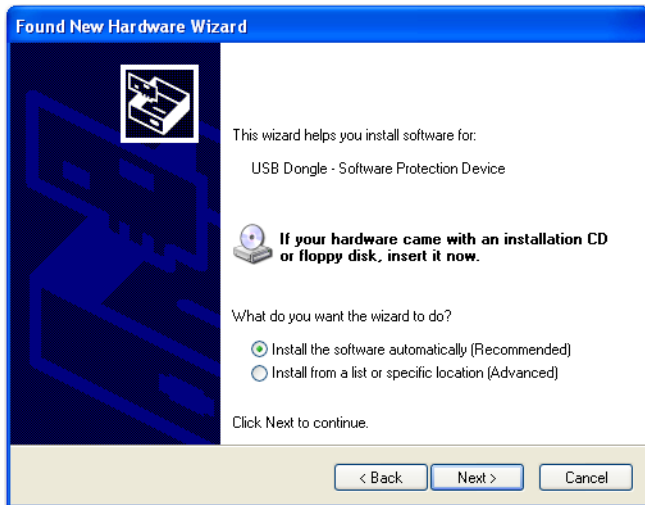 Found New Hardware Wizard
This wizard helps you install software for:
USB Dongle - Software Protection Device
If your hardware came with an installation CD
or floppy disk, insert it now.
What do you want the wizard to do?
Install the software automatically (Recommended)
Install from a list or specific location (Advanced)
Click Next to continue.
< Back
Next >
Cancel